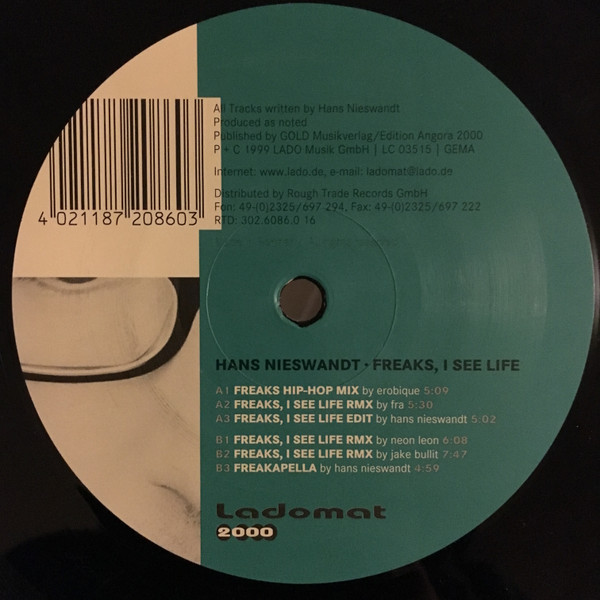 All Tracks written by Hans Nieswandt
Produced as noted
Published by GOLD Musikverlag/Edition Angora 2000
P + C 1999 LADO Musik GmbH | LC 03515 | GEMA
Internet: www.lado.de, e-mail: ladomat@lado.de
Distributed by Rough Trade Records GmbH
Fon: 49-(0)2325/697 294, Fax: 49-(0)2325/697 222
RTD: 302.6086.0 16
4 021187 208603
HANS NIESWANDT · FREAKS, I SEE LIFE
A1 FREAKS HIP-HOP MIX by erobique 5:09
A2 FREAKS, I SEE LIFE RMX by fra 5:30
A3 FREAKS, I SEE LIFE EDIT by hans nieswandt 5:02
B1 FREAKS, I SEE LIFE RMX by neon leon 6:08
B2 FREAKS, I SEE LIFE RMX by jake bullit 7:47
B3 FREAKAPELLA by hans nieswandt 4:59
Ladomat
2000